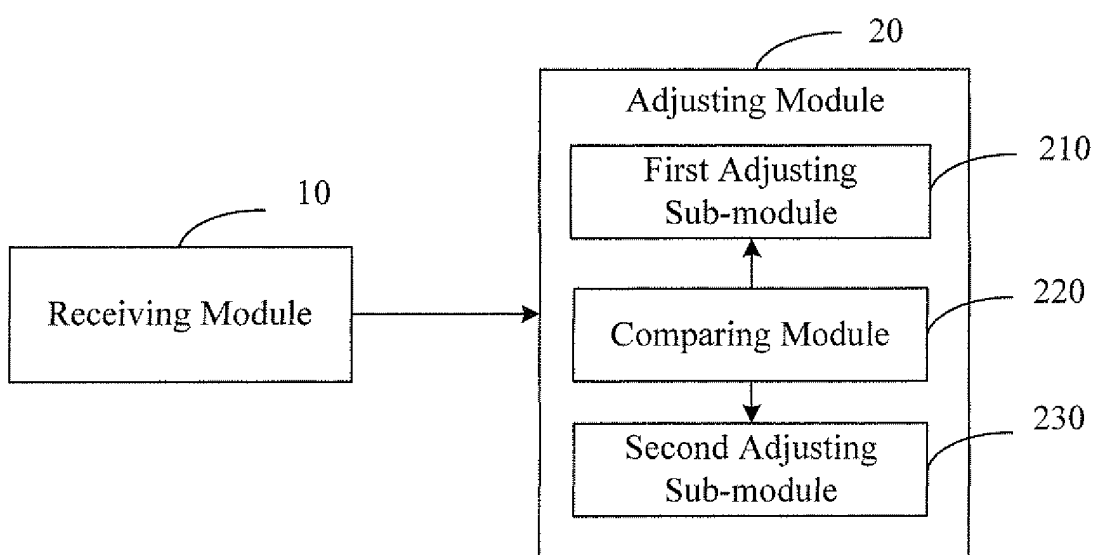 20
Adjusting Module
210
First Adjusting
Sub-module
10
Receiving Module
220
Comparing Module
230
Second Adjusting
Sub-module